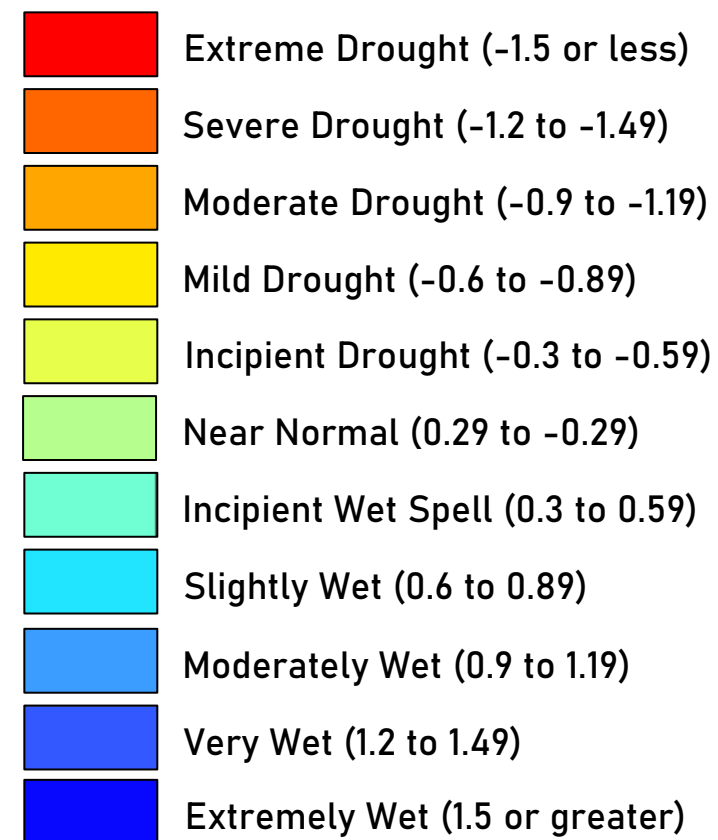 Extreme Drought (-1.5 or less)
Severe Drought (-1.2 to -1.49)
Moderate Drought (-0.9 to -1.19)
Mild Drought (-0.6 to -0.89)
Incipient Drought (-0.3 to -0.59)
Near Normal (0.29 to -0.29)
Incipient Wet Spell (0.3 to 0.59)
Slightly Wet (0.6 to 0.89)
Moderately Wet (0.9 to 1.19)
Very Wet (1.2 to 1.49)
Extremely Wet (1.5 or greater)